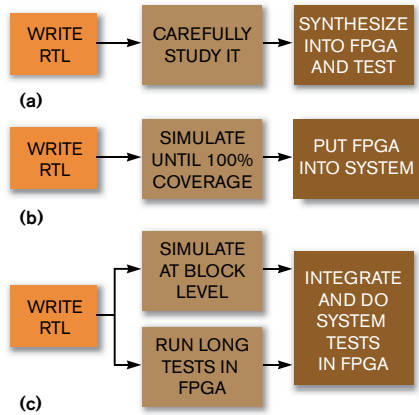 WRITE
RTL
CAREFULLY
STUDY IT
SYNTHESIZE
INTO FPGA
AND TEST
(a)
WRITE
RTL
SIMULATE
UNTIL 100%
COVERAGE
PUT FPGA
INTO SYSTEM
(b)
WRITE
RTL
SIMULATE
AT BLOCK
LEVEL
RUN LONG
TESTS IN
FPGA
INTEGRATE
AND DO
SYSTEM
TESTS
IN FPGA
(c)